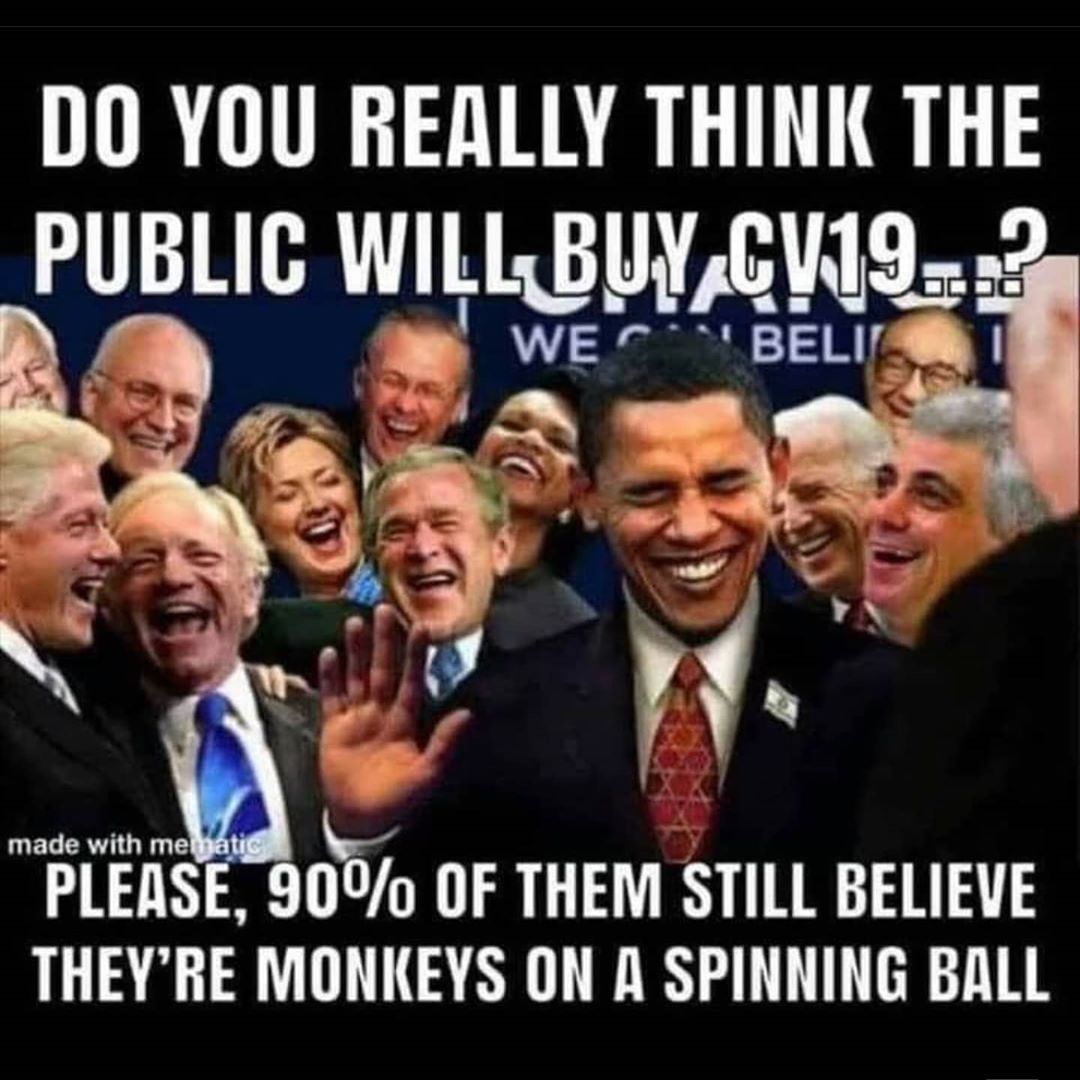 DO YOU REALLY THINK THE
PUBLIC WILL BUY CV19...?
WE
made with mematic
PLEASE, 90% OF THEM STILL BELIEVE
THEY'RE MONKEYS ON A SPINNING BALL